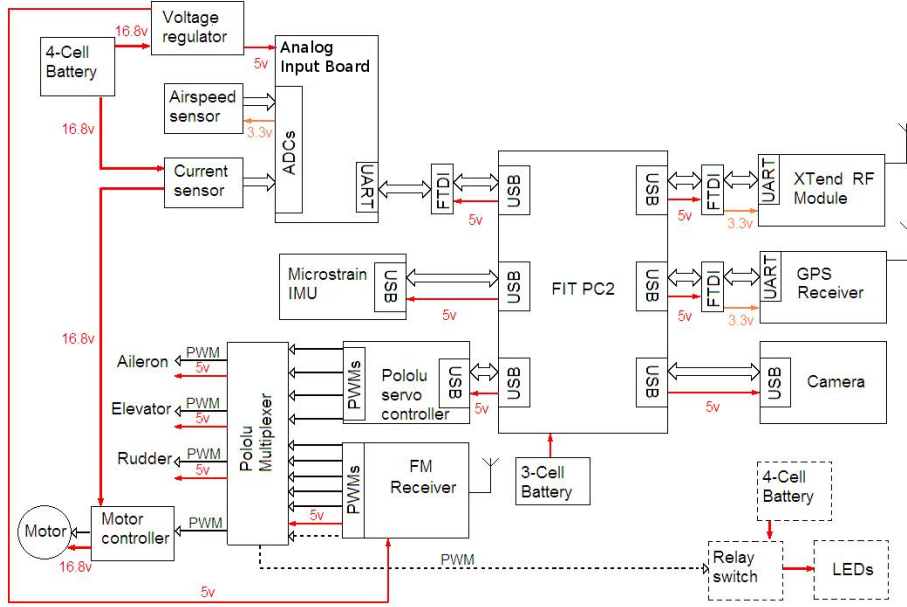 Voltage
regulator
16.8v
4-Cell
Battery
5v
Analog
Input Board
Airspeed
sensor
3.3v
ADCs
16.8v
Current
sensor
UART
FTDI
5v
USB
USB
5v
FTDI
3.3v
UART
XTend RF
Module
Microstrain
IMU
USB
5v
USB
FIT PC2
USB
5v
FTDI
3.3v
UART
GPS
Receiver
16.8v
Aileron
PWM
5v
Elevator
PWM
5v
Rudder
PWM
5v
Pololu
Multiplexer
PWMs
Pololu
servo
controller
USB
5v
USB
USB
5v
USB
Camera
PWMs
FM
Receiver
5v
3-Cell
Battery
4-Cell
Battery
Motor
Motor
controller
PWM
16.8v
PWM
Relay
switch
LEDs
5v